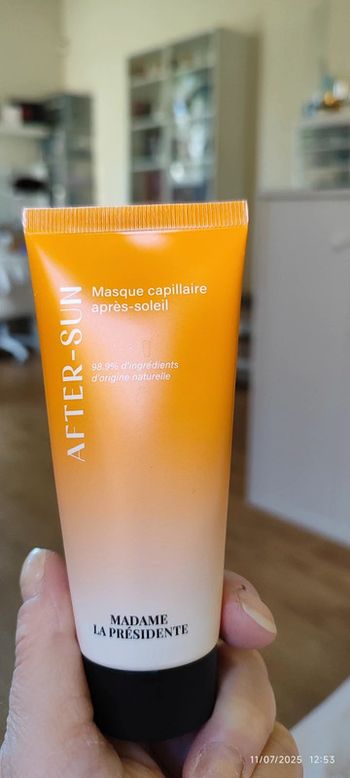 AFTER-SUN
Masque capillaire
après-soleil
98.9% d'ingrédients
d'origine naturelle
MADAME
LA PRÉSIDENTE
11/07/2025 12:53